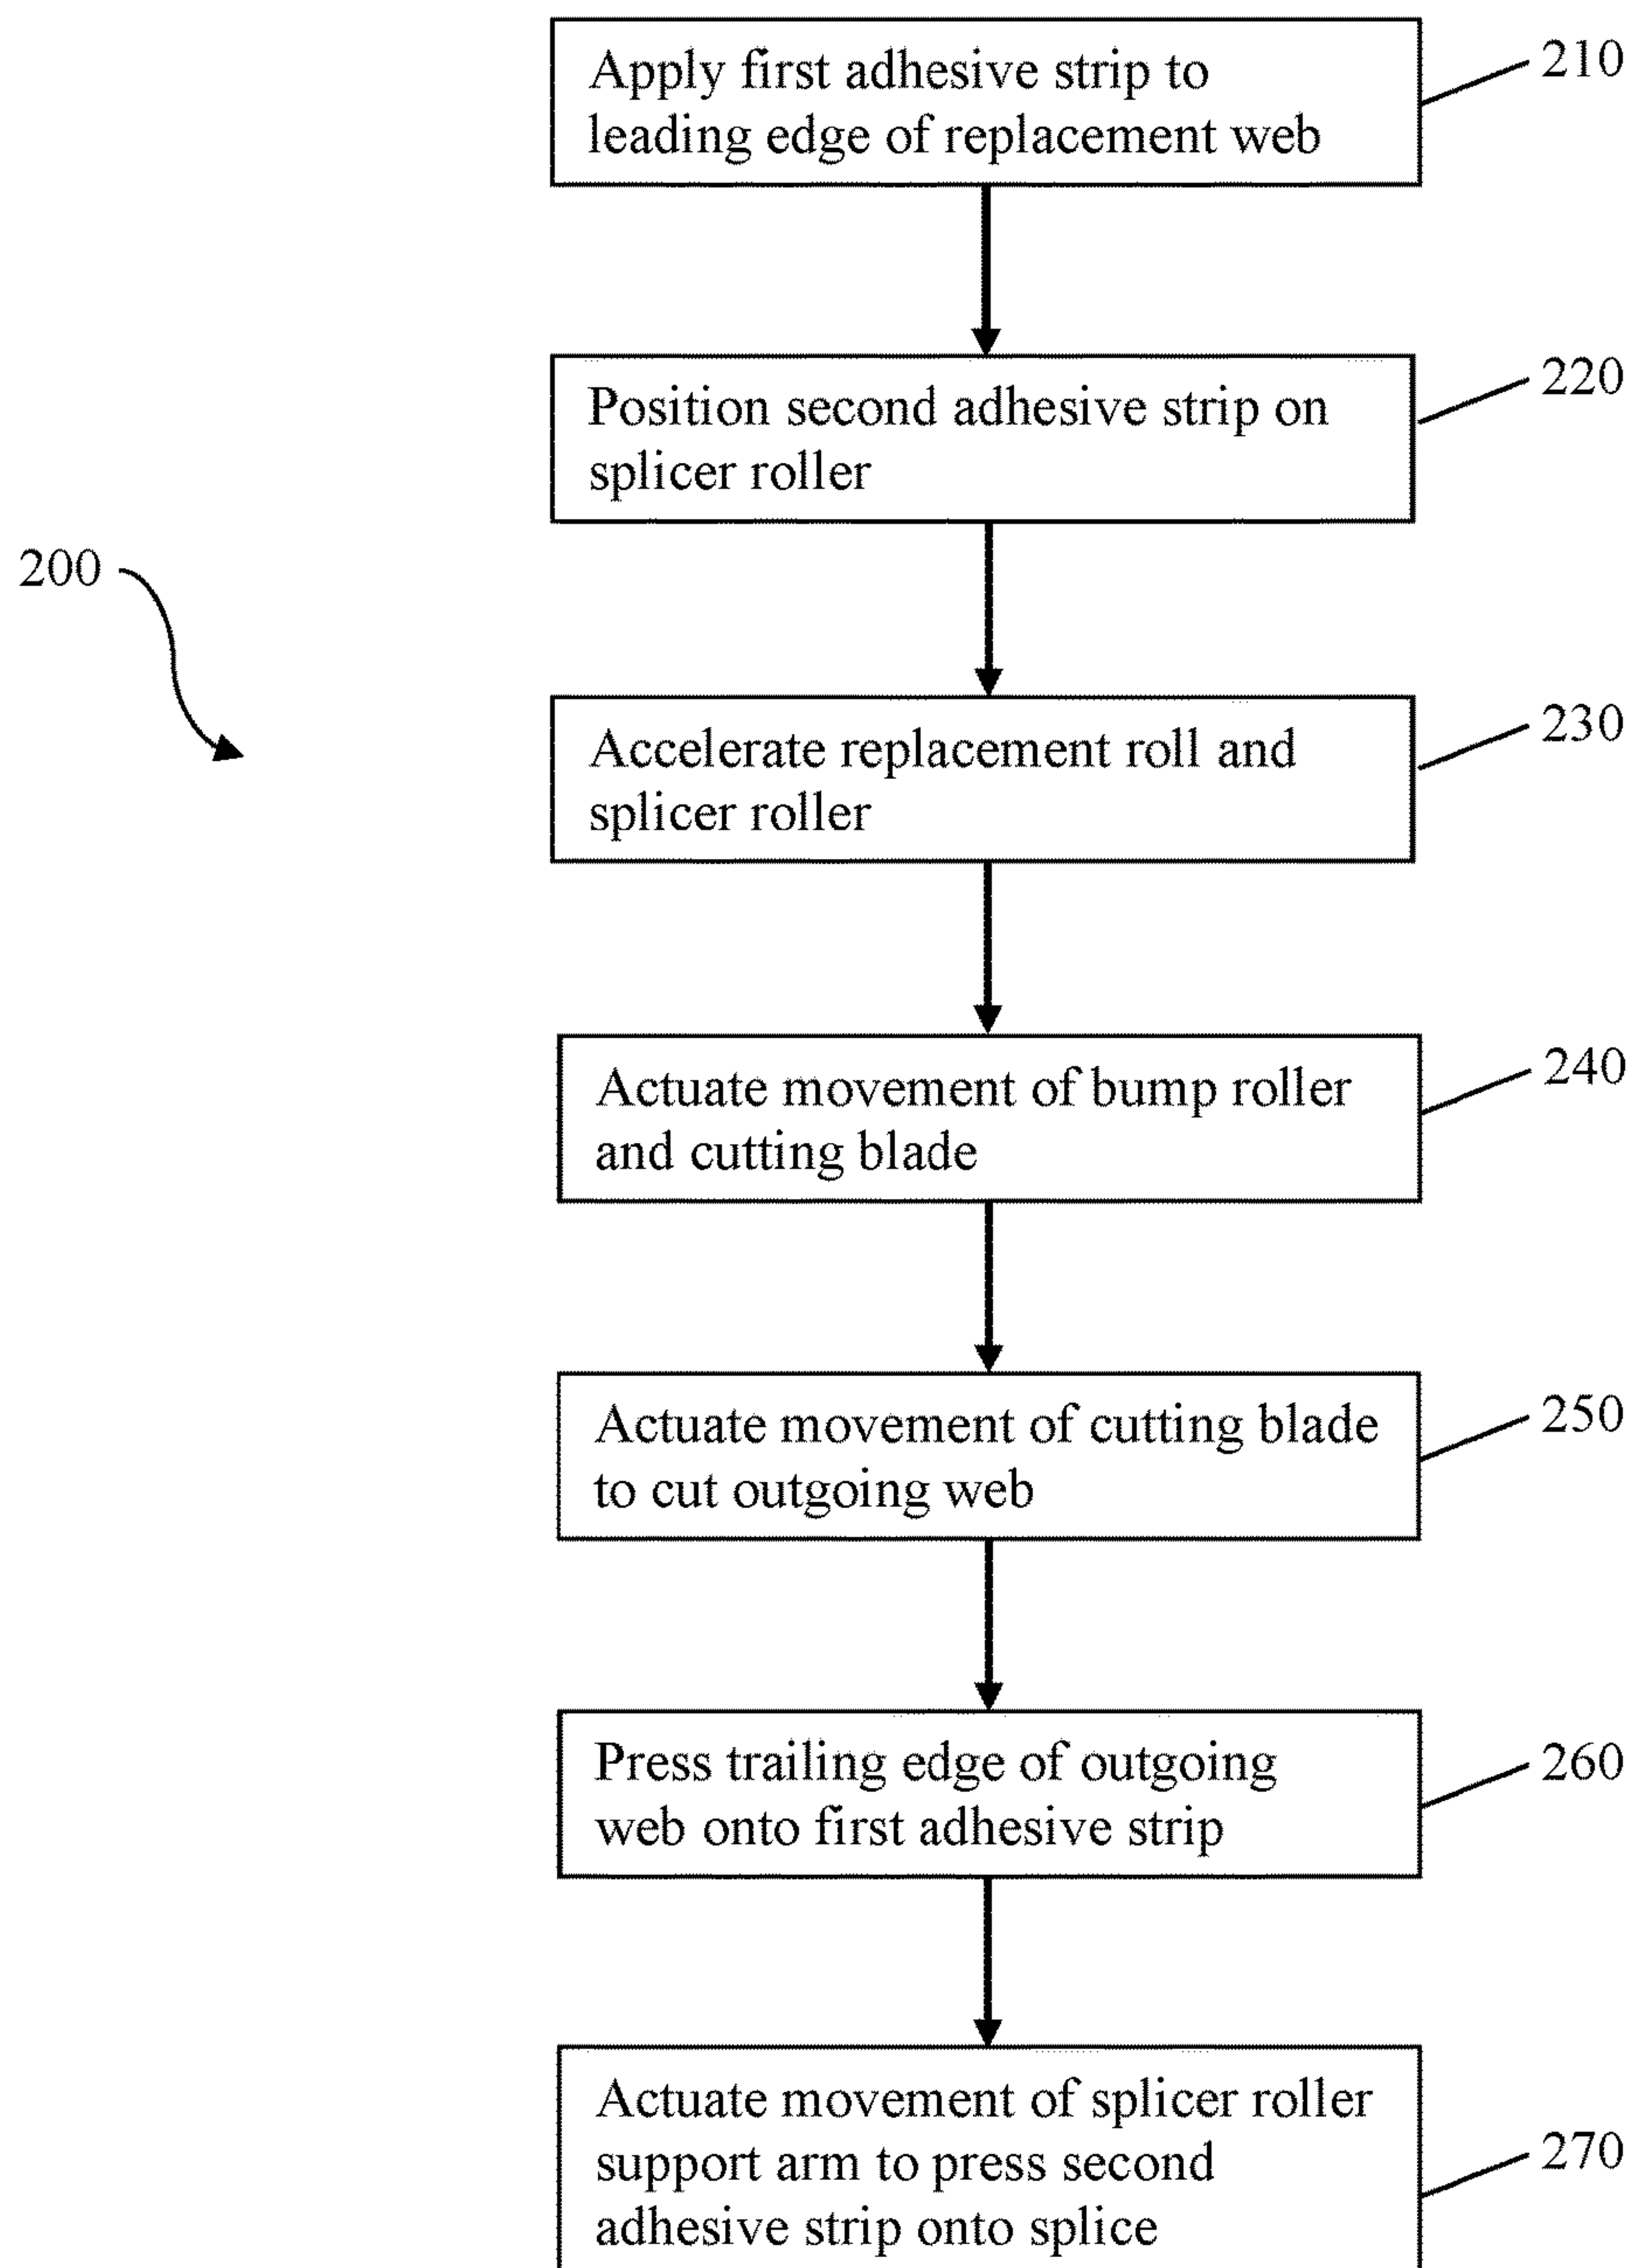 Apply first adhesive strip to
leading edge of replacement web
210
Position second adhesive strip on
splicer roller
220
200
Accelerate replacement roll and
splicer roller
230
Actuate movement of bump roller
and cutting blade
240
Actuate movement of cutting blade
to cut outgoing web
250
Press trailing edge of outgoing
web onto first adhesive strip
260
Actuate movement of splicer roller
support arm to press second
adhesive strip onto splice
270